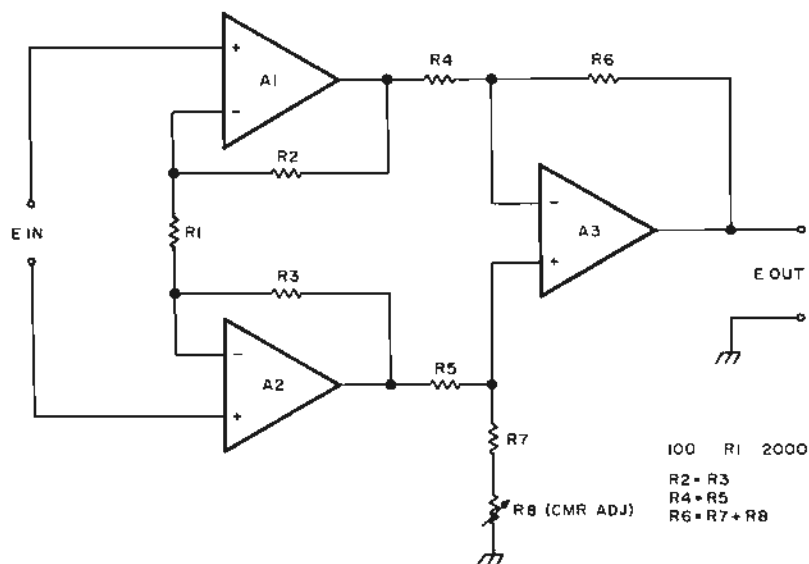 R4
R6
+
A1
-
R2
E IN
R1
-
A3
+
E OUT
R3
-
A2
+
R5
R7
R8 (CMR ADJ)
100 R1 2000
R2=R3
R4=R5
R6=R7+R8